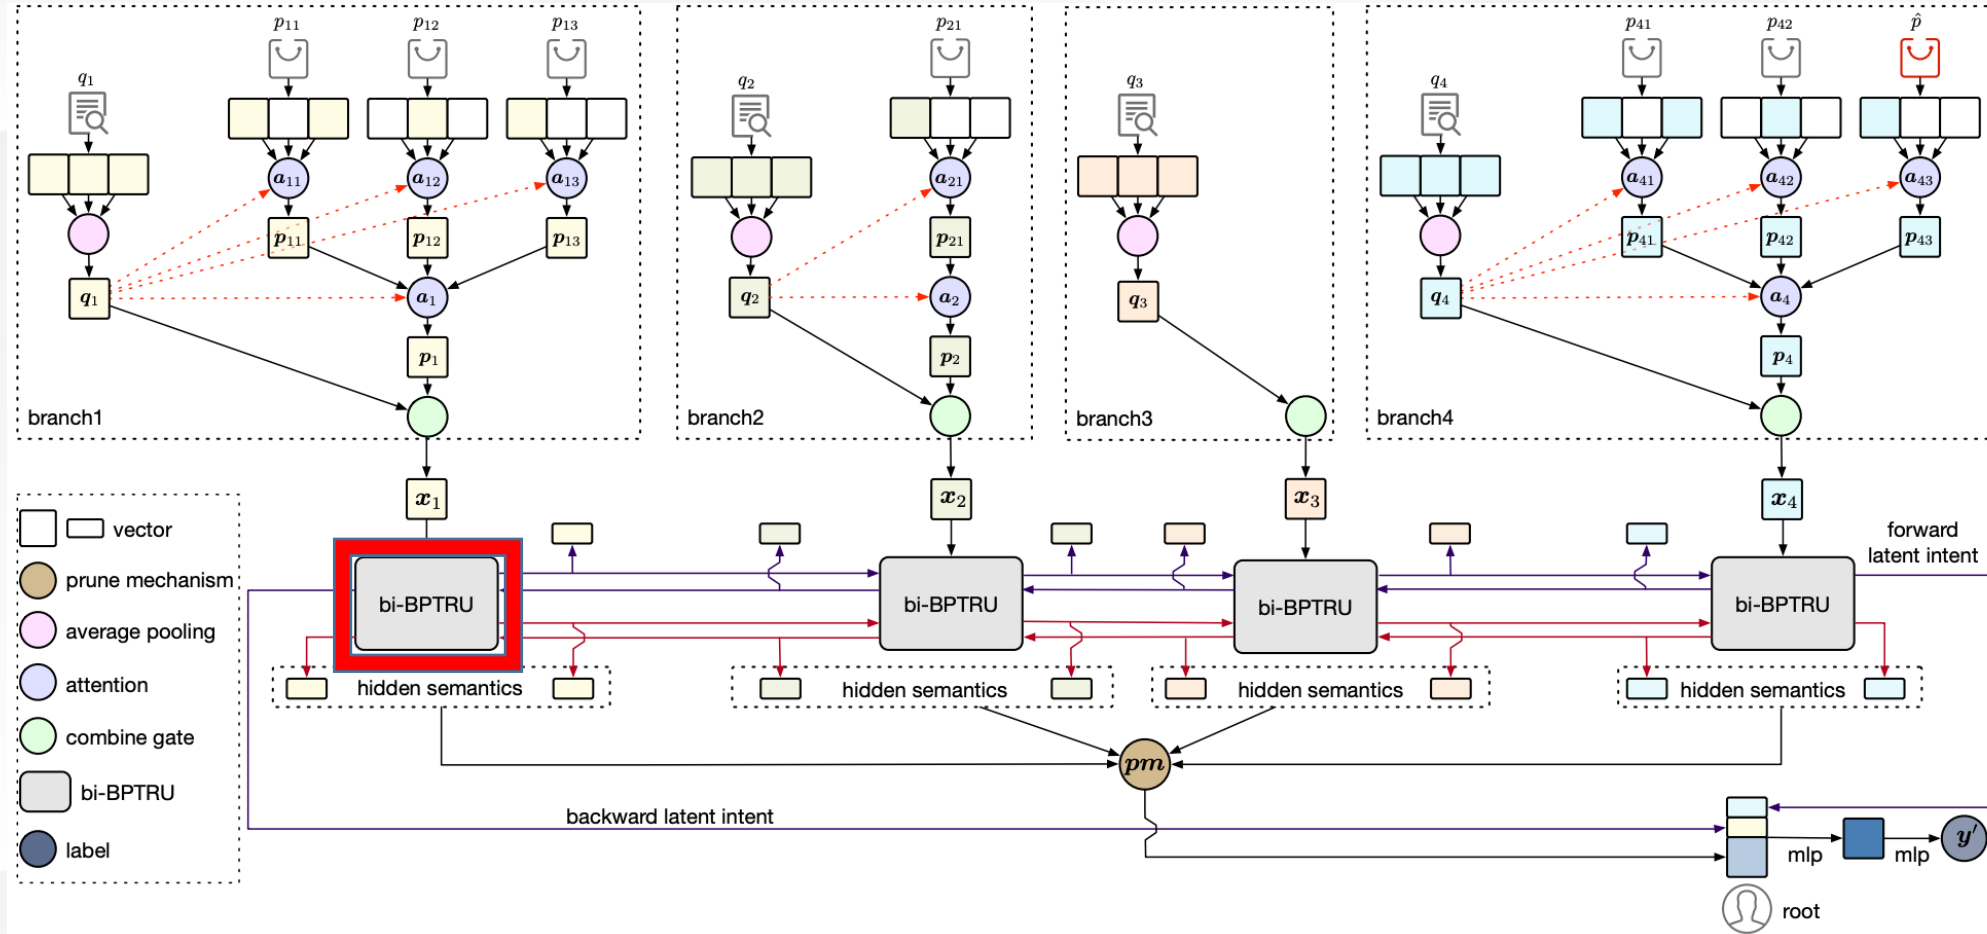 p11 p12 p13 p21 p41 p42 p̂
q1 q2 q3 q4
a11 a12 a13 a21 a41 a42 a43
p11 p12 p13 p21 p41 p42 p43
q1 a1 q2 a2 q3 q4 a4
p1 p2 p4
branch1 branch2 branch3 branch4
x1 x2 x3 x4
vector
prune mechanism
average pooling
attention
combine gate
bi-BPTRU
label
forward
latent intent
bi-BPTRU bi-BPTRU bi-BPTRU bi-BPTRU
hidden semantics hidden semantics hidden semantics hidden semantics
pm
backward latent intent
mlp mlp y′
root